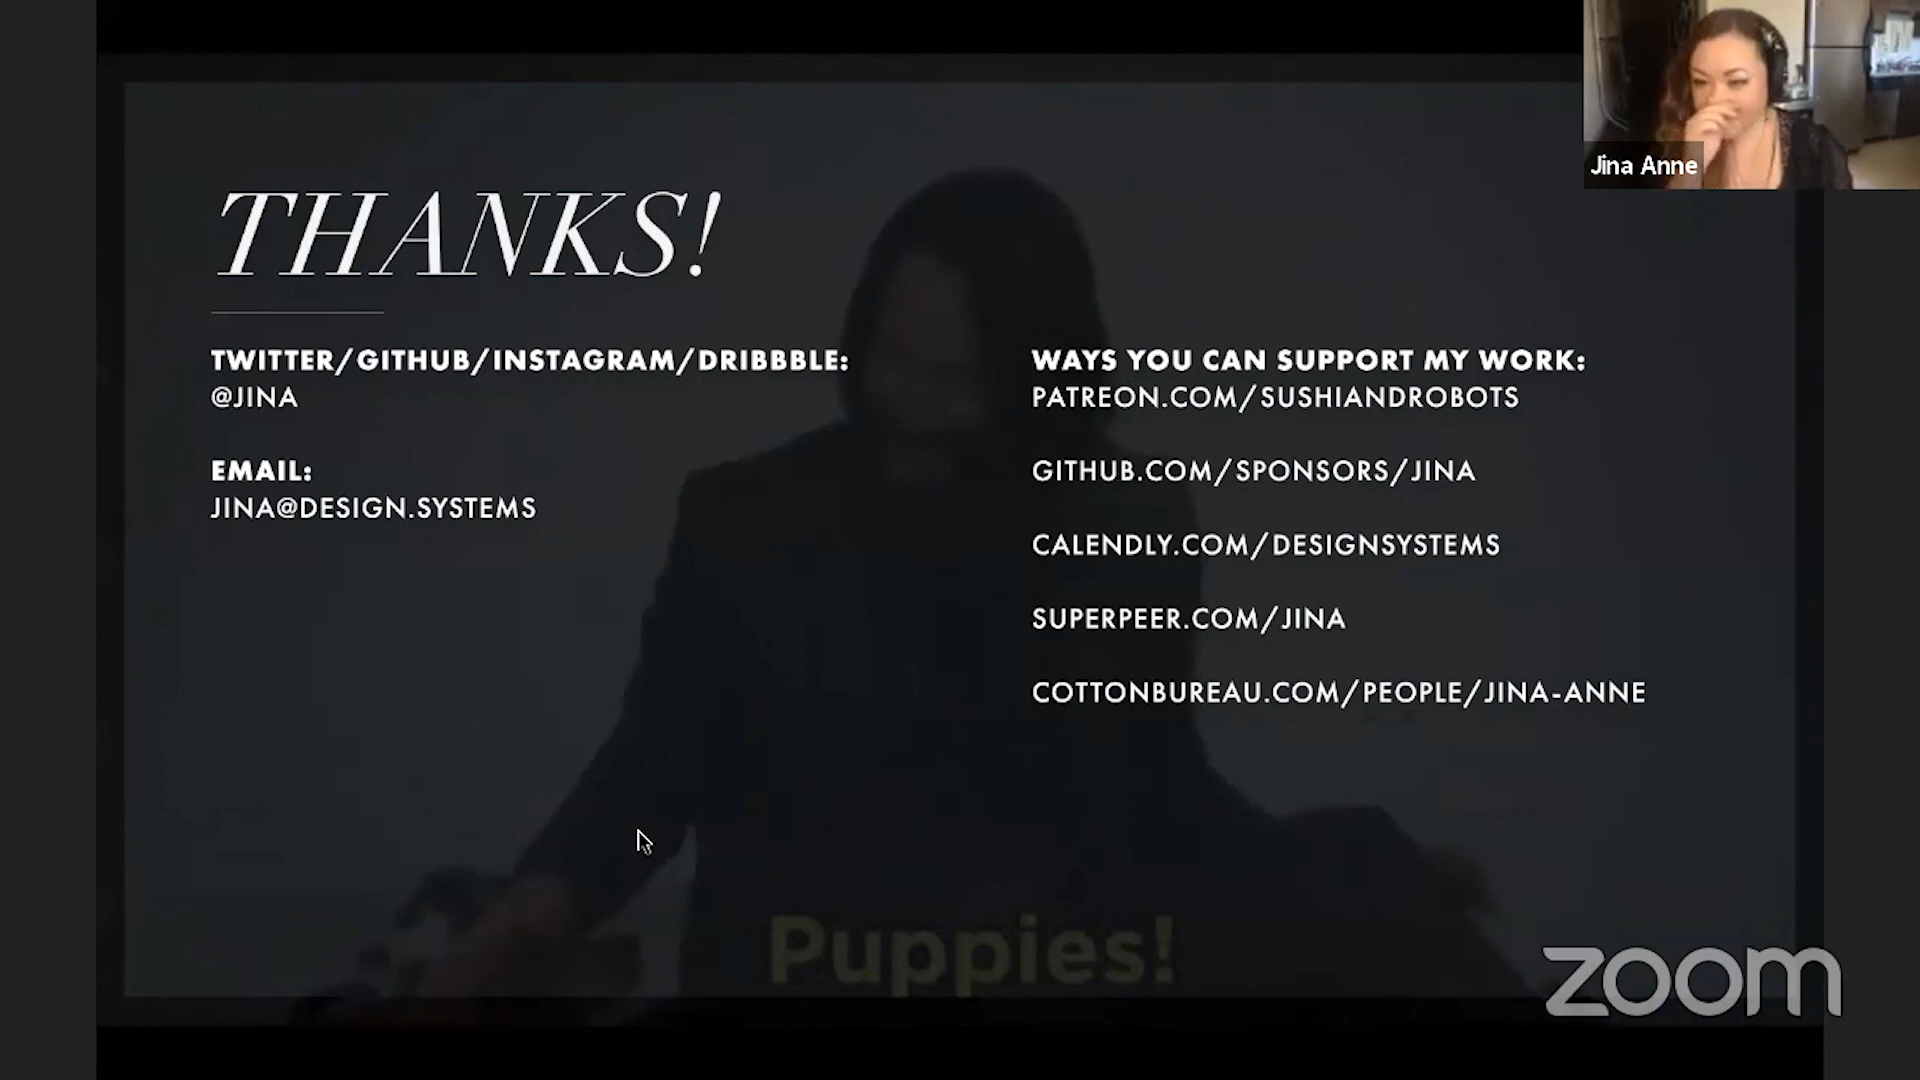 THANKS!
TWITTER/GITHUB/INSTAGRAM/DRIBBBLE:
@JINA
EMAIL:
JINA@DESIGN.SYSTEMS
WAYS YOU CAN SUPPORT MY WORK:
PATREON.COM/SUSHIANDROBOTS
GITHUB.COM/SPONSORS/JINA
CALENDLY.COM/DESIGNSYSTEMS
SUPERPEER.COM/JINA
COTTONBUREAU.COM/PEOPLE/JINA-ANNE
Puppies!
Jina Anne
zoom